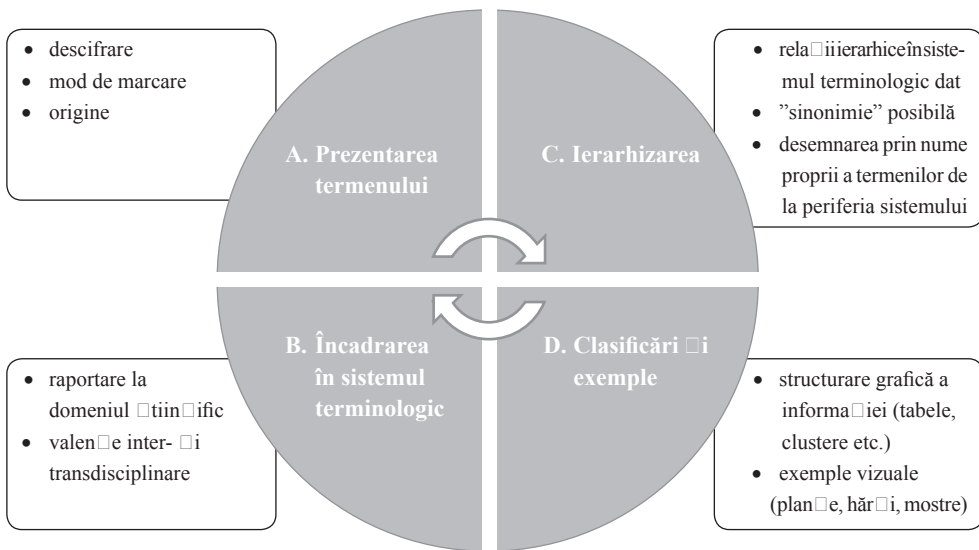 • descifrare
• mod de marcare
• origine
A. Prezentarea
termenului
C. Ierarhizarea
• rela□iiierarhiceînsiste-
mul terminologic dat
• ”sinonimie” posibilă
• desemnarea prin nume
proprii a termenilor de
la periferia sistemului
B. Încadrarea
în sistemul
terminologic
• raportare la
domeniul □tiin□ific
• valen□e inter- □i
transdisciplinare
D. Clasificări □i
exemple
• structurare grafică a
informa□iei (tabele,
clustere etc.)
• exemple vizuale
(plan□e, hăr□i, mostre)